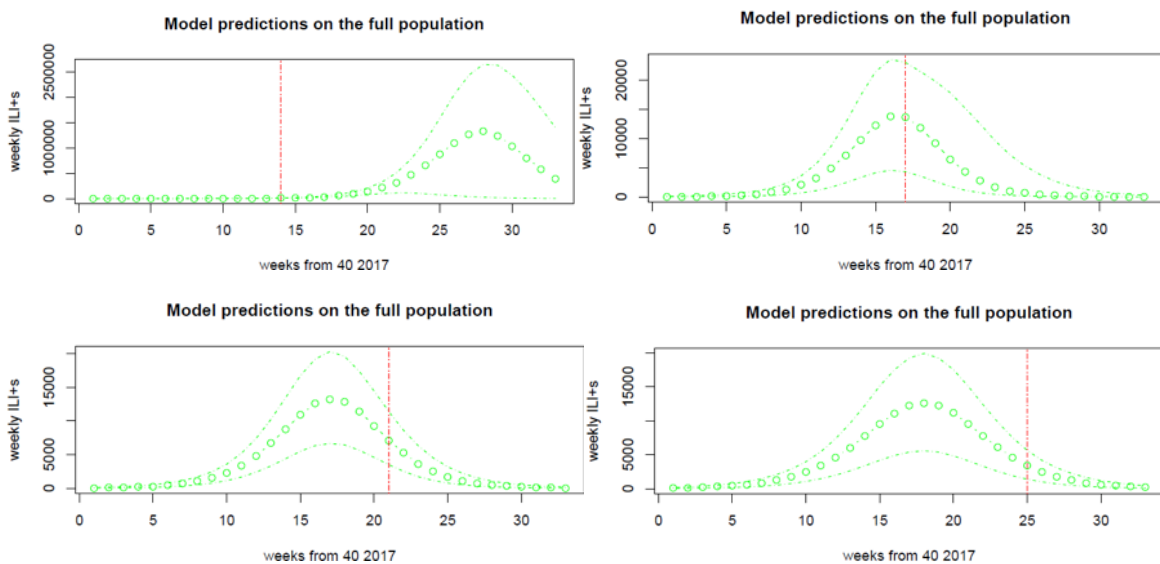 Model predictions on the full population
weekly ILI+s
0 1000000 2500000
0 5 10 15 20 25 30
weeks from 40 2017
Model predictions on the full population
weekly ILI+s
0 10000 20000
0 5 10 15 20 25 30
weeks from 40 2017
Model predictions on the full population
weekly ILI+s
0 5000 15000
0 5 10 15 20 25 30
weeks from 40 2017
Model predictions on the full population
weekly ILI+s
0 5000 15000
0 5 10 15 20 25 30
weeks from 40 2017